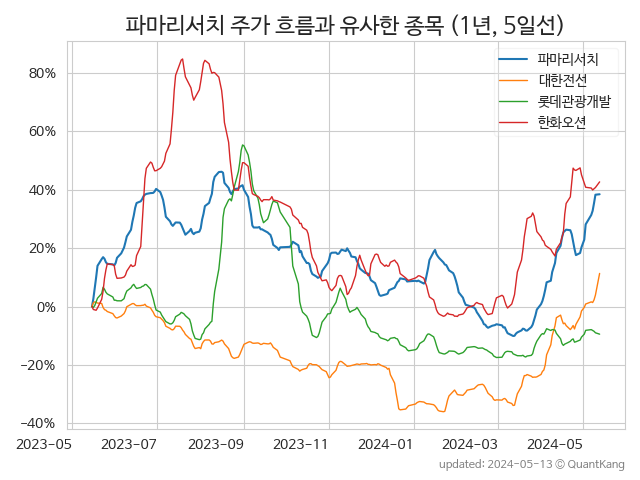 파마리서치 주가 흐름과 유사한 종목 (1년, 5일선)
파마리서치
대한전선
롯데관광개발
한화오션
80%
60%
40%
20%
0%
−20%
−40%
2023-05 2023-07 2023-09 2023-11 2024-01 2024-03 2024-05
updated: 2024-05-13 © QuantKang